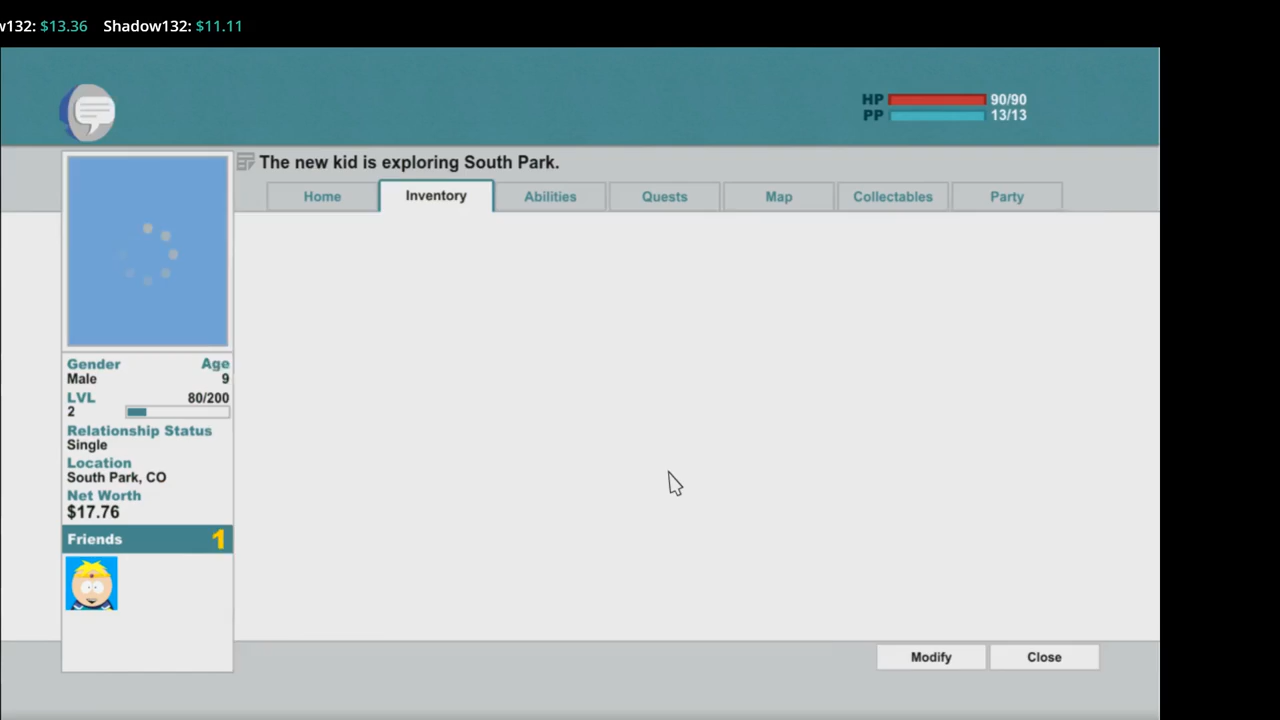 w132: $13.36 Shadow132: $11.11
HP 90/90
PP 13/13
The new kid is exploring South Park.
Home Inventory Abilities Quests Map Collectables Party
Gender Age
Male 9
LVL 80/200
2
Relationship Status
Single
Location
South Park, CO
Net Worth
$17.76
Friends 1
Modify Close